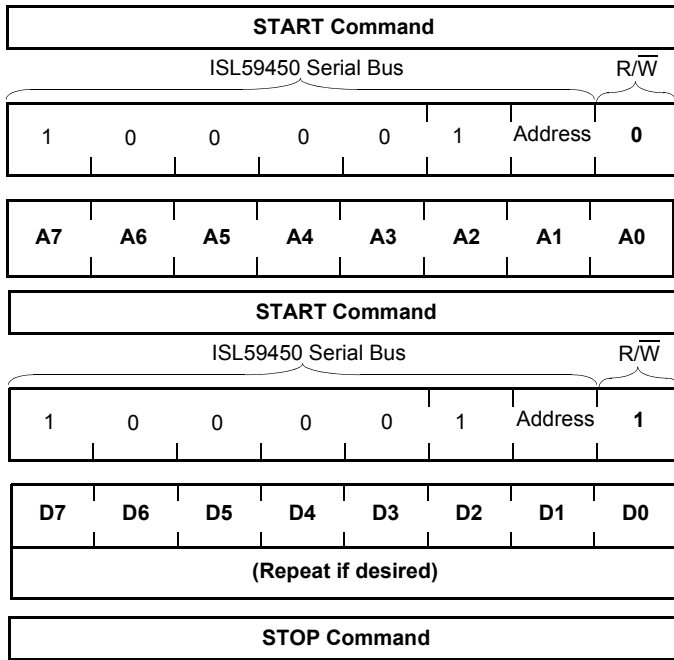 START Command
ISL59450 Serial Bus R/W̅
1 0 0 0 0 1 Address 0
A7 A6 A5 A4 A3 A2 A1 A0
START Command
ISL59450 Serial Bus R/W̅
1 0 0 0 0 1 Address 1
D7 D6 D5 D4 D3 D2 D1 D0
(Repeat if desired)
STOP Command